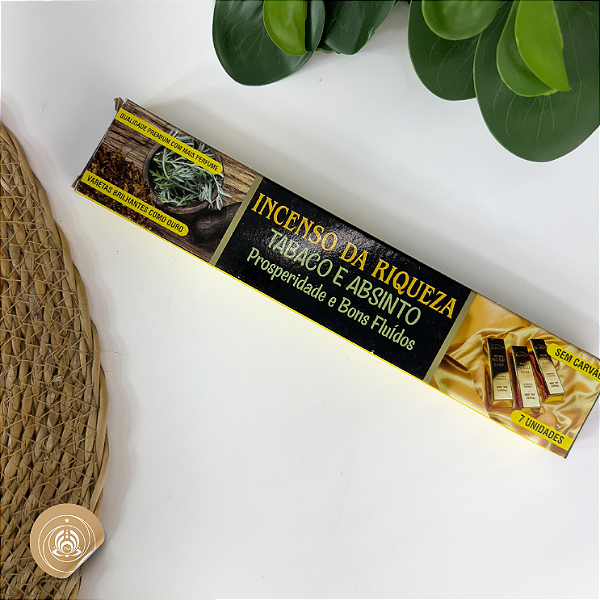 QUALIDADE PREMIUM COM MAIS PERFUME
VARETAS BRILHANTES COMO OURO
INCENSO DA RIQUEZA
TABACO E ABSINTO
Prosperidade e Bons Fluídos
SEM CARVÃO
7 UNIDADES